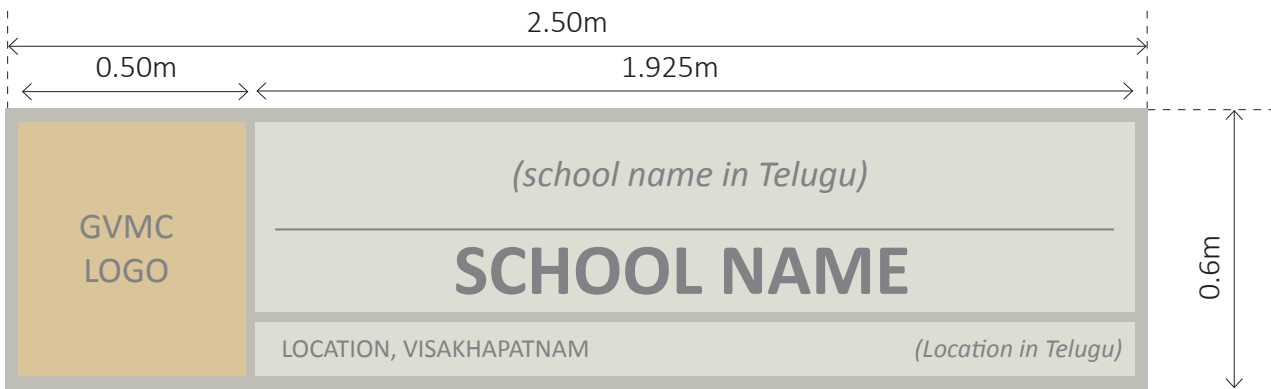 2.50m
0.50m
1.925m
(school name in Telugu)
GVMC
LOGO
SCHOOL NAME
0.6m
LOCATION, VISAKHAPATNAM
(Location in Telugu)